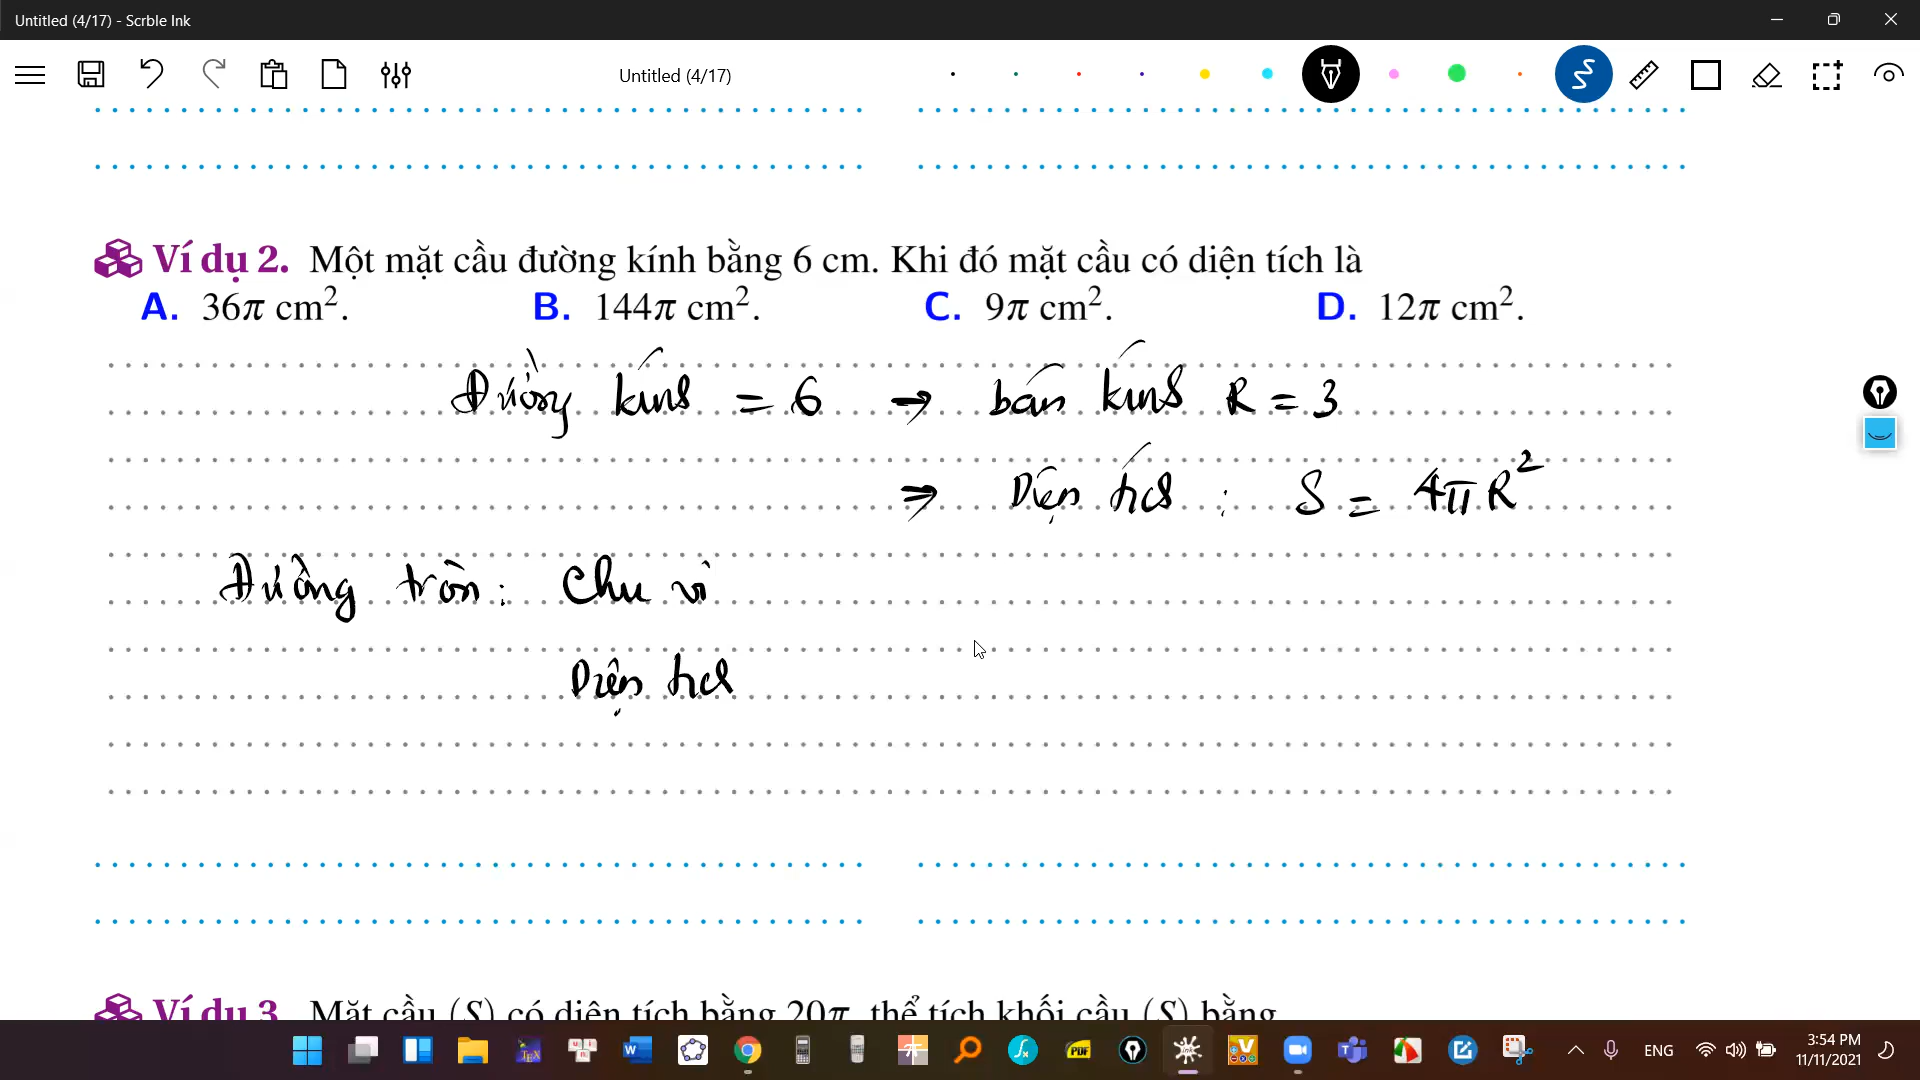 Untitled (4/17) - Scrble Ink
Untitled (4/17)
Ví dụ 2. Một mặt cầu đường kính bằng 6 cm. Khi đó mặt cầu có diện tích là
A. 36π cm². B. 144π cm². C. 9π cm². D. 12π cm².
Đường kính = 6 → bán kính R = 3
⇒ Diện tích : S = 4πR²
Đường tròn : Chu vi
Diện tích
Ví dụ 3. Mặt cầu (S) có diện tích bằng 20π, thể tích khối cầu (S) bằng
ENG
3:54 PM
11/11/2021